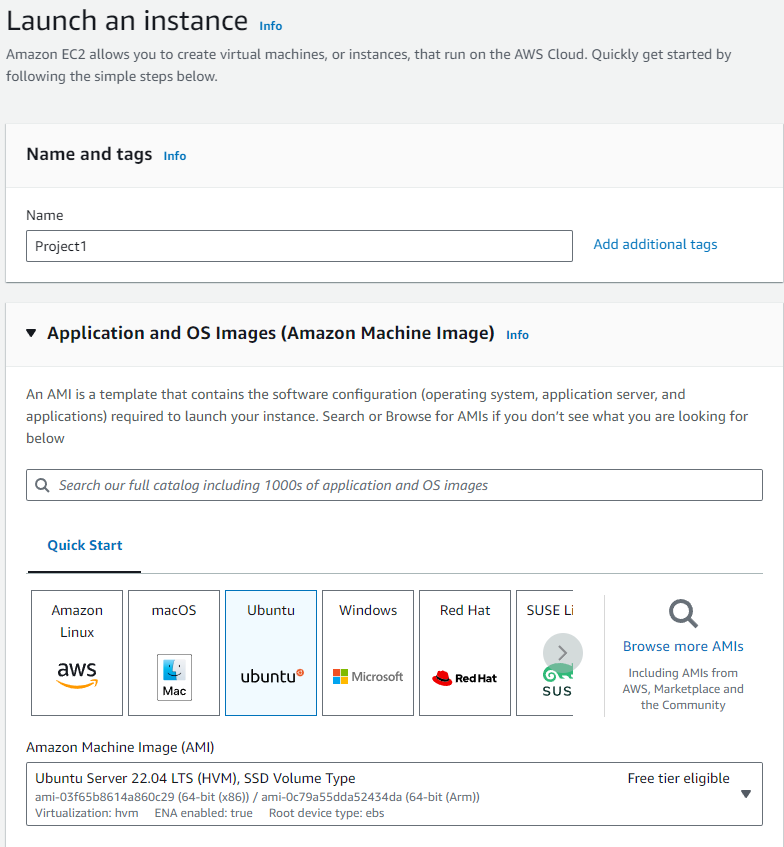 Launch an instance Info
Amazon EC2 allows you to create virtual machines, or instances, that run on the AWS Cloud. Quickly get started by
following the simple steps below.
Name and tags Info
Name
Project1
Add additional tags
Application and OS Images (Amazon Machine Image) Info
An AMI is a template that contains the software configuration (operating system, application server, and
applications) required to launch your instance. Search or Browse for AMIs if you don't see what you are looking for
below
Search our full catalog including 1000s of application and OS images
Quick Start
Amazon
Linux
aws
macOS
Mac
Ubuntu
ubuntu
Windows
Microsoft
Red Hat
Red Hat
SUSE Li
SUS
Browse more AMIs
Including AMIs from
AWS, Marketplace and
the Community
Amazon Machine Image (AMI)
Ubuntu Server 22.04 LTS (HVM), SSD Volume Type
Free tier eligible
ami-03f65b8614a860c29 (64-bit (x86)) / ami-0c79a55dda52434da (64-bit (Arm))
Virtualization: hvm ENA enabled: true Root device type: ebs